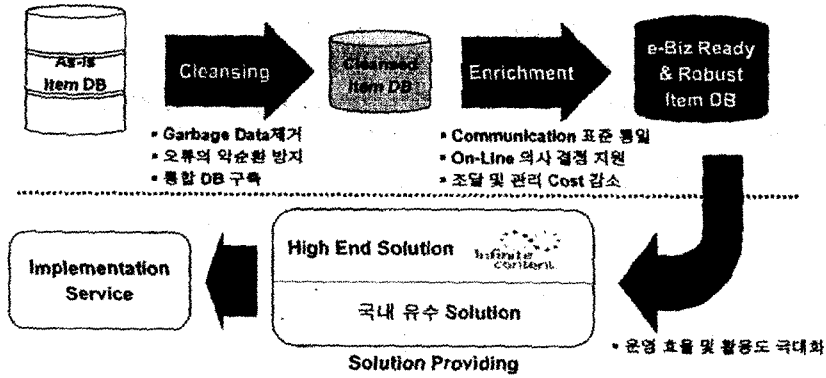 As-Is
Item DB
Cleansing
Cleansed
Item DB
Enrichment
e-Biz Ready
& Robust
Item DB
▪ Garbage Data제거
▪ 오류의 악순환 방지
▪ 통합 DB 구축
▪ Communication 표준 통일
▪ On-Line 의사 결정 지원
▪ 조달 및 관리 Cost 감소
Implementation
Service
High End Solution
Infinite
content
국내 유수 Solution
Solution Providing
▪ 운영 효율 및 활용도 극대화